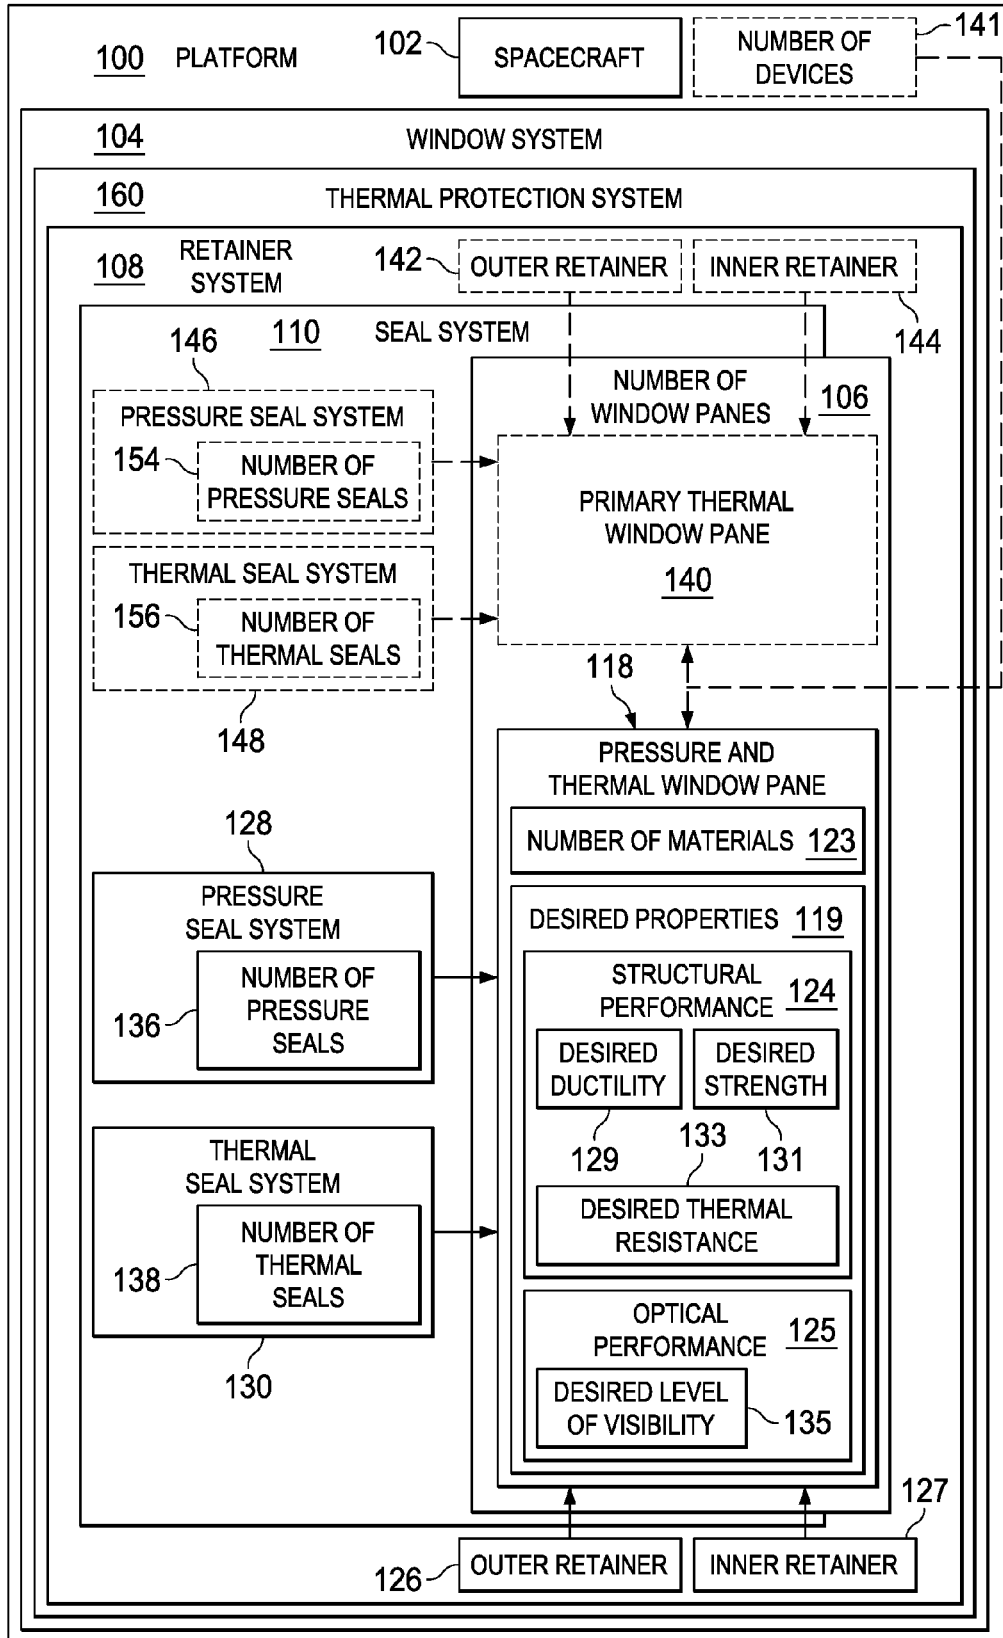 100 PLATFORM
102
SPACECRAFT
NUMBER OF
DEVICES
141
104
WINDOW SYSTEM
160
THERMAL PROTECTION SYSTEM
108
RETAINER
SYSTEM
142
OUTER RETAINER
INNER RETAINER
144
110
SEAL SYSTEM
146
PRESSURE SEAL SYSTEM
154
NUMBER OF
PRESSURE SEALS
THERMAL SEAL SYSTEM
156
NUMBER OF
THERMAL SEALS
148
NUMBER OF
WINDOW PANES
106
PRIMARY THERMAL
WINDOW PANE
140
118
PRESSURE AND
THERMAL WINDOW PANE
NUMBER OF MATERIALS 123
128
PRESSURE
SEAL SYSTEM
136
NUMBER OF
PRESSURE
SEALS
DESIRED PROPERTIES 119
STRUCTURAL
PERFORMANCE
124
DESIRED
DUCTILITY
DESIRED
STRENGTH
129
133
131
DESIRED THERMAL
RESISTANCE
THERMAL
SEAL SYSTEM
138
NUMBER OF
THERMAL
SEALS
130
OPTICAL
PERFORMANCE
125
DESIRED LEVEL
OF VISIBILITY
135
127
126
OUTER RETAINER
INNER RETAINER